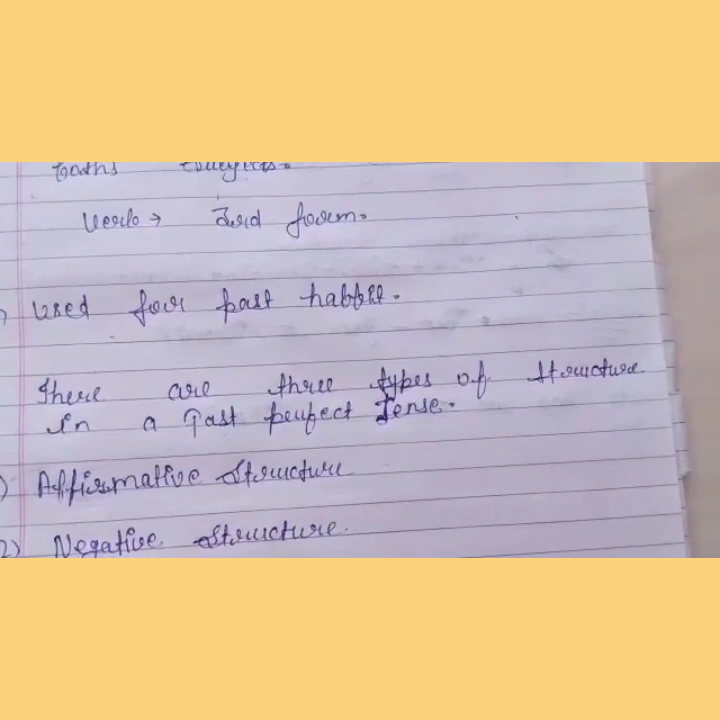 Verb → 3rd form.
Used for past habbit.
There are three types of structure
in a Past perfect Tense.
) Affirmative Structure
2) Negative Structure.